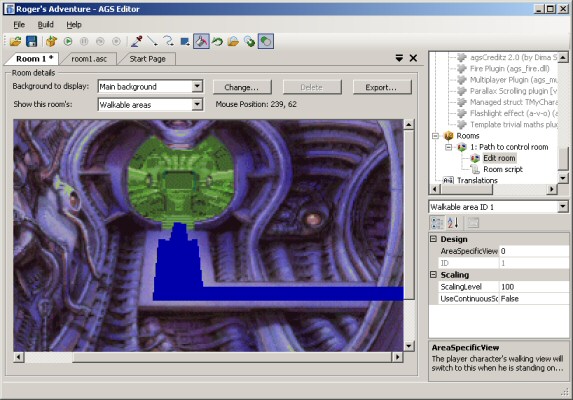 Roger's Adventure - AGS Editor
File Build Help
Room 1 * room1.asc Start Page
Room details
Background to display: Main background Change... Delete Export...
Show this room's: Walkable areas Mouse Position: 239, 62
agsCreditz 2.0 (by Dima S
Fire Plugin (ags_fire.dll)
Multiplayer Plugin (ags_mu
Parallax Scrolling plugin [v
Managed struct TMyChara
Flashlight effect (a-v-o) (a
Template trivial maths plug
Rooms
1: Path to control room
Edit room
Room script
Translations
Walkable area ID 1
Design
AreaSpecificView 0
ID 1
Scaling
ScalingLevel 100
UseContinuousSc False
AreaSpecificView
The player character's walking view will
switch to this when he is standing on...